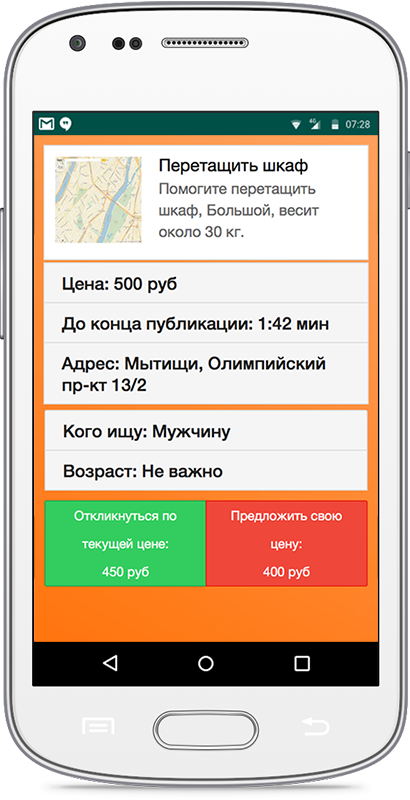 4G 07:28
Перетащить шкаф
Помогите перетащить
шкаф, Большой, весит
около 30 кг.
Цена: 500 руб
До конца публикации: 1:42 мин
Адрес: Мытищи, Олимпийский
пр-кт 13/2
Кого ищу: Мужчину
Возраст: Не важно
Откликнуться по
текущей цене:
450 руб
Предложить свою
цену:
400 руб